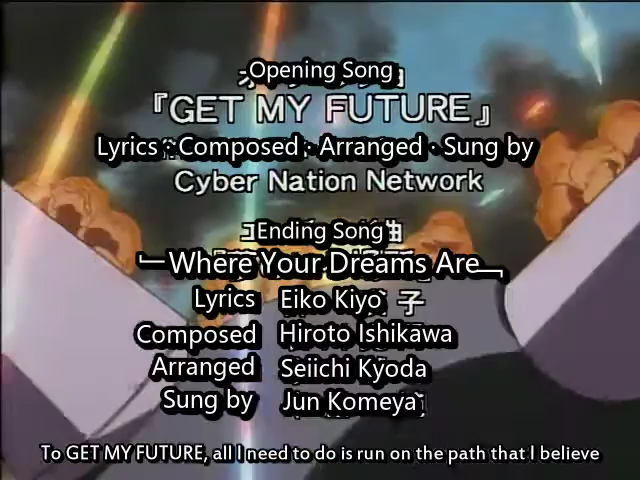 Opening Song
『GET MY FUTURE』
Lyrics · Composed · Arranged · Sung by
Cyber Nation Network
Ending Song
Where Your Dreams Are
Lyrics Eiko Kiyo 子
Composed Hiroto Ishikawa
Arranged Seiichi Kyoda
Sung by Jun Komeya
To GET MY FUTURE, all I need to do is run on the path that I believe